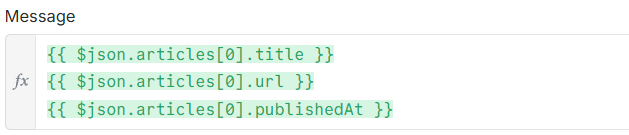 Message
fx
{{ $json.articles[0].title }}
{{ $json.articles[0].url }}
{{ $json.articles[0].publishedAt }}